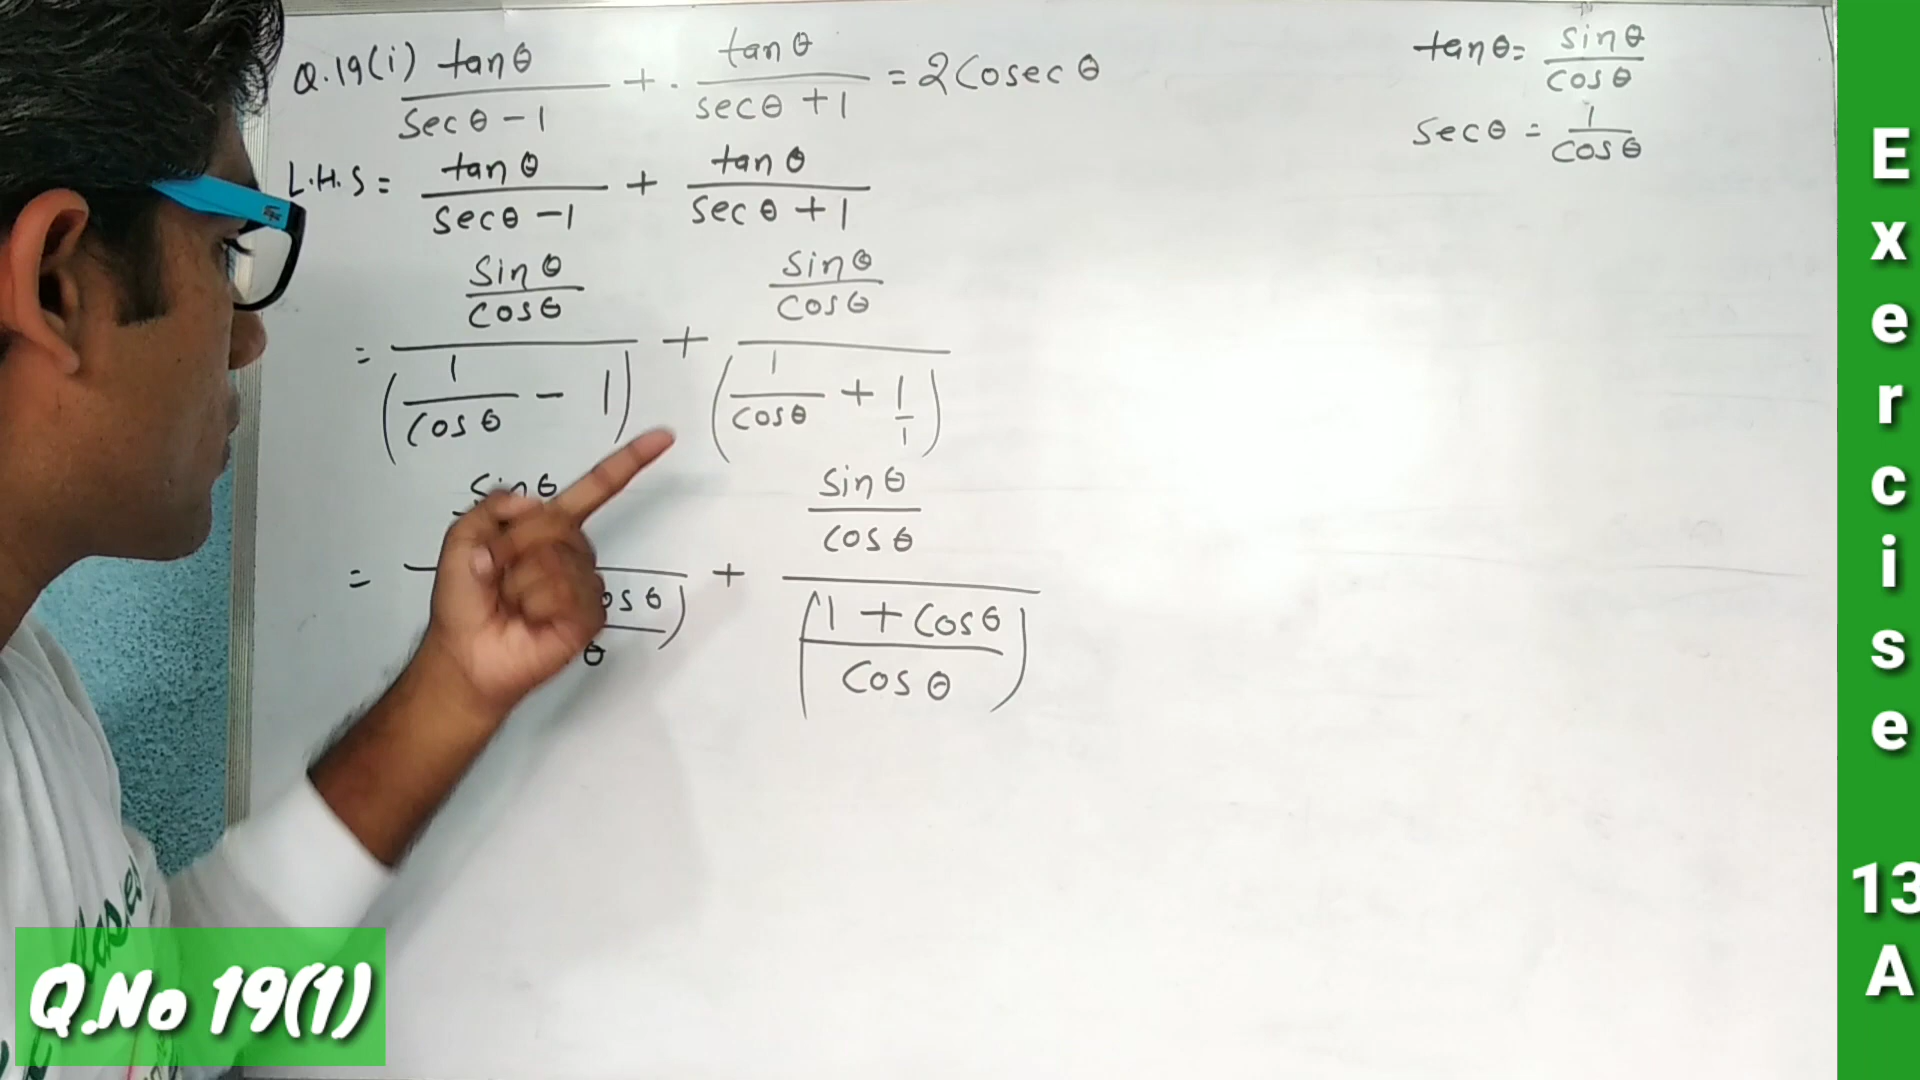 Q.19(i) tanθ/(secθ-1) + tanθ/(secθ+1) = 2Cosecθ
L.H.S = tanθ/(secθ-1) + tanθ/(secθ+1)
= (sinθ/cosθ)/(1/cosθ - 1) + (sinθ/cosθ)/(1/cosθ + 1/1)
= sinθ + (sinθ/cosθ)/((1+cosθ)/cosθ)
tanθ = sinθ/cosθ
secθ = 1/cosθ
Exercise
13
A
Q.No 19(1)